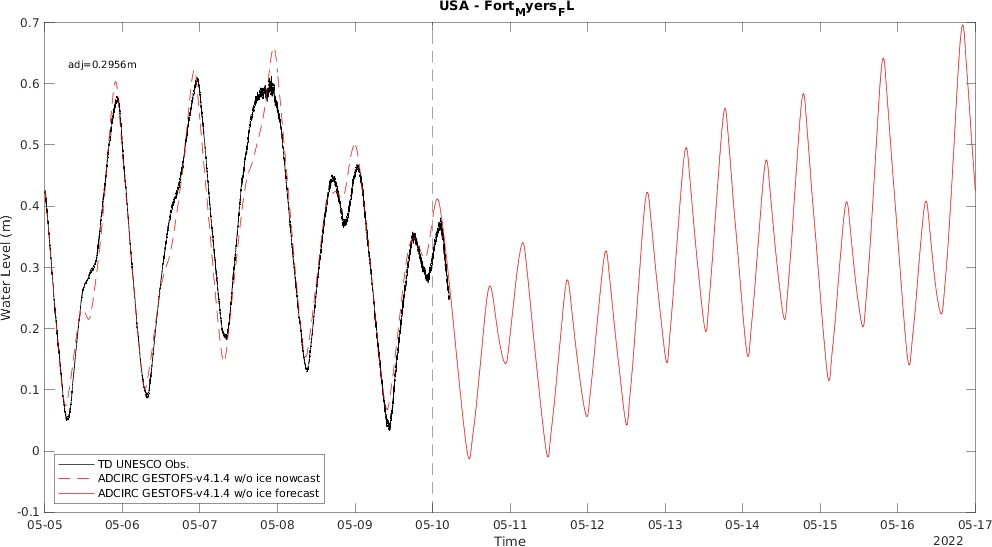 USA - Fort_Myers_FL
adj=0.2956m
0.7
0.6
0.5
0.4
0.3
0.2
0.1
0
-0.1
Water Level (m)
TD UNESCO Obs.
ADCIRC GESTOFS-v4.1.4 w/o ice nowcast
ADCIRC GESTOFS-v4.1.4 w/o ice forecast
05-05 05-06 05-07 05-08 05-09 05-10 05-11 05-12 05-13 05-14 05-15 05-16 05-17
Time
2022